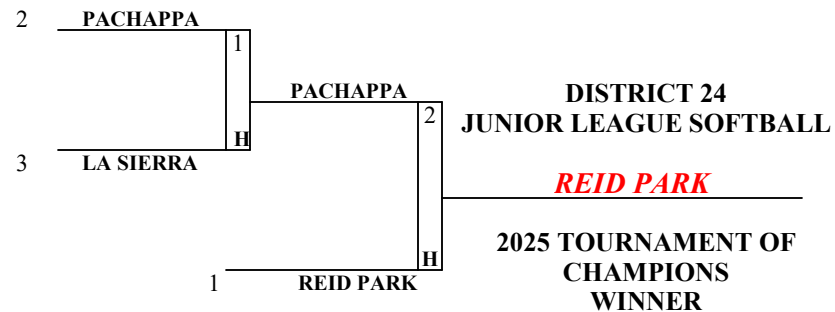 2 PACHAPPA
1
PACHAPPA
DISTRICT 24
2
JUNIOR LEAGUE SOFTBALL
H
3 LA SIERRA
REID PARK
2025 TOURNAMENT OF
H
CHAMPIONS
1 REID PARK
WINNER